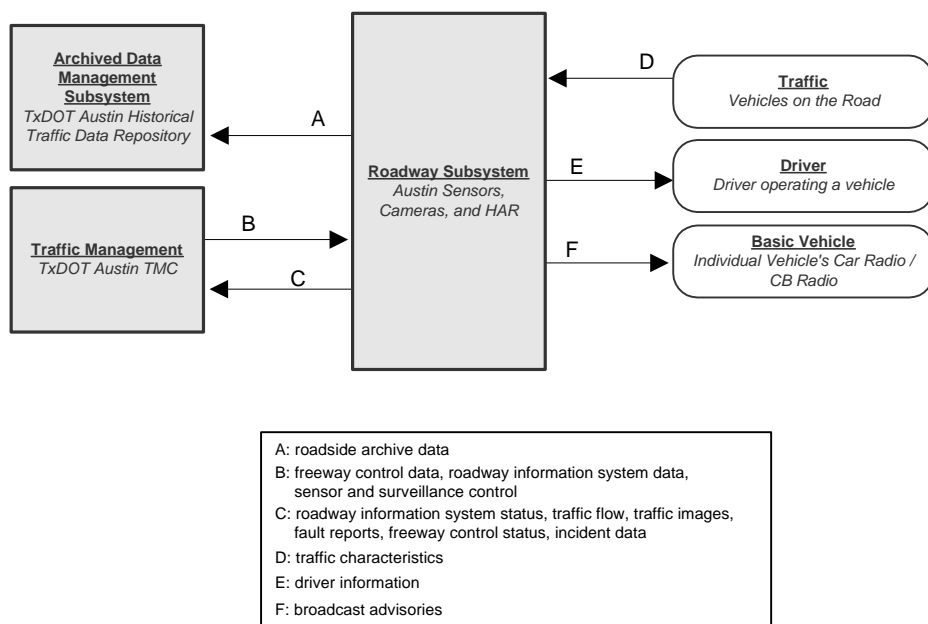 Archived Data
Management
Subsystem
TxDOT Austin Historical
Traffic Data Repository
A
Traffic Management
TxDOT Austin TMC
B
C
Roadway Subsystem
Austin Sensors,
Cameras, and HAR
D
Traffic
Vehicles on the Road
E
Driver
Driver operating a vehicle
F
Basic Vehicle
Individual Vehicle's Car Radio /
CB Radio
A: roadside archive data
B: freeway control data, roadway information system data,
sensor and surveillance control
C: roadway information system status, traffic flow, traffic images,
fault reports, freeway control status, incident data
D: traffic characteristics
E: driver information
F: broadcast advisories